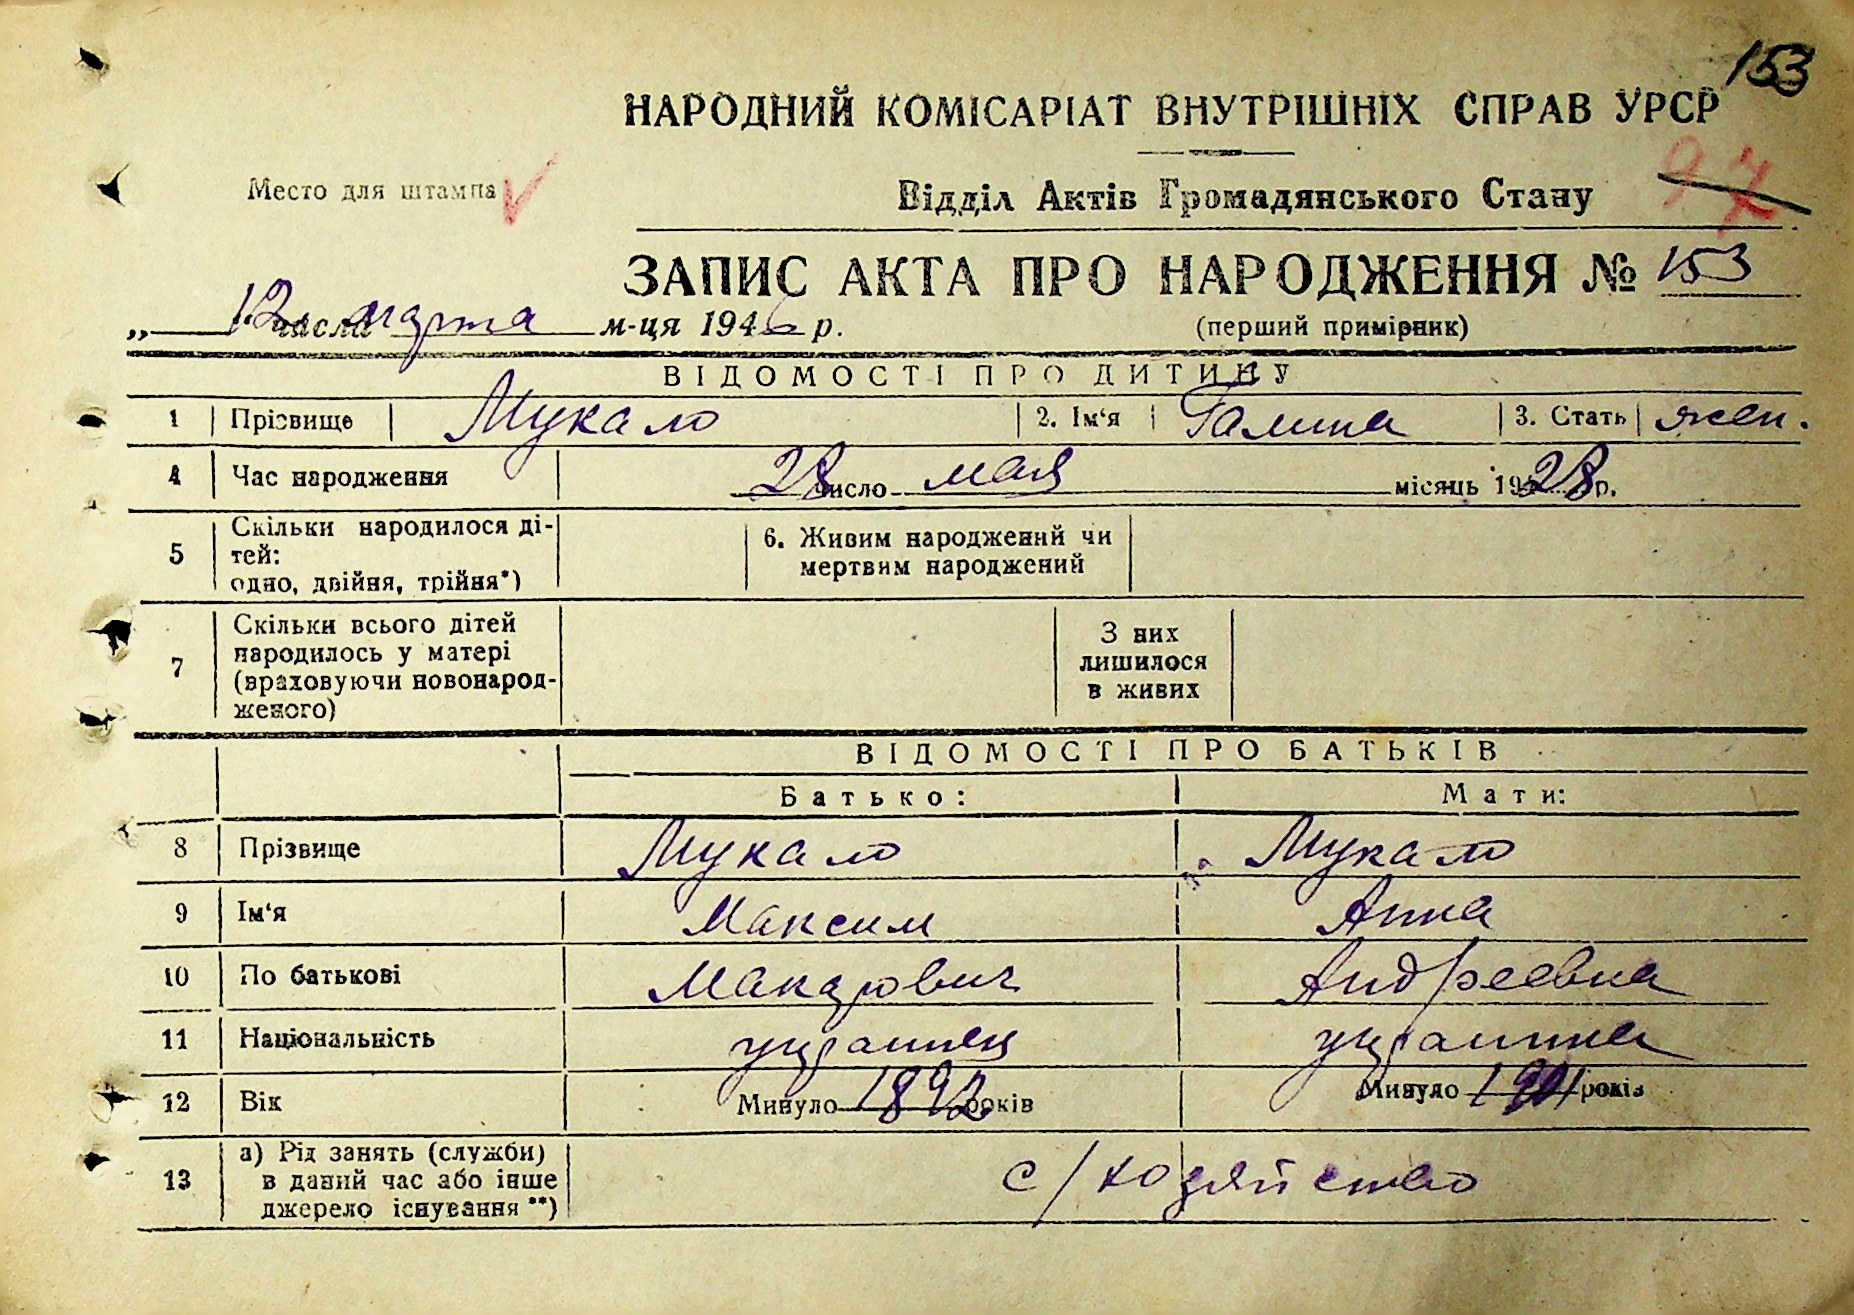 153
НАРОДНИЙ КОМІСАРІАТ ВНУТРІШНІХ СПРАВ УРСР
97
Место для штампа
Відділ Актів Громадянського Стану
ЗАПИС АКТА ПРО НАРОДЖЕННЯ № 153
„ 12 " числа марта м-ця 1946 р.
(перший примірник)
ВІДОМОСТІ ПРО ДИТИНУ
1 Прізвище Мукало 2. Ім‘я Галина 3. Стать жен.
4 Час народження 28 число мая місяць 1928 р.
5 Скільки народилося ді-
тей:
одно, двійня, трійня*)
6. Живим народжений чи
мертвим народжений
7 Скільки всього дітей
народилось у матері
(враховуючи новонарод-
женого)
З них
лишилося
в живих
ВІДОМОСТІ ПРО БАТЬКІВ
Батько: Мати:
8 Прізвище Мукало Мукало
9 Ім‘я Максим Анна
10 По батькові Макарович Андреевна
11 Національність украинец украинка
12 Вік Минуло 1892 років Минуло 1901 років
13 а) Рід занять (служби)
в даний час або інше
джерело існування **)
с/хозяйство